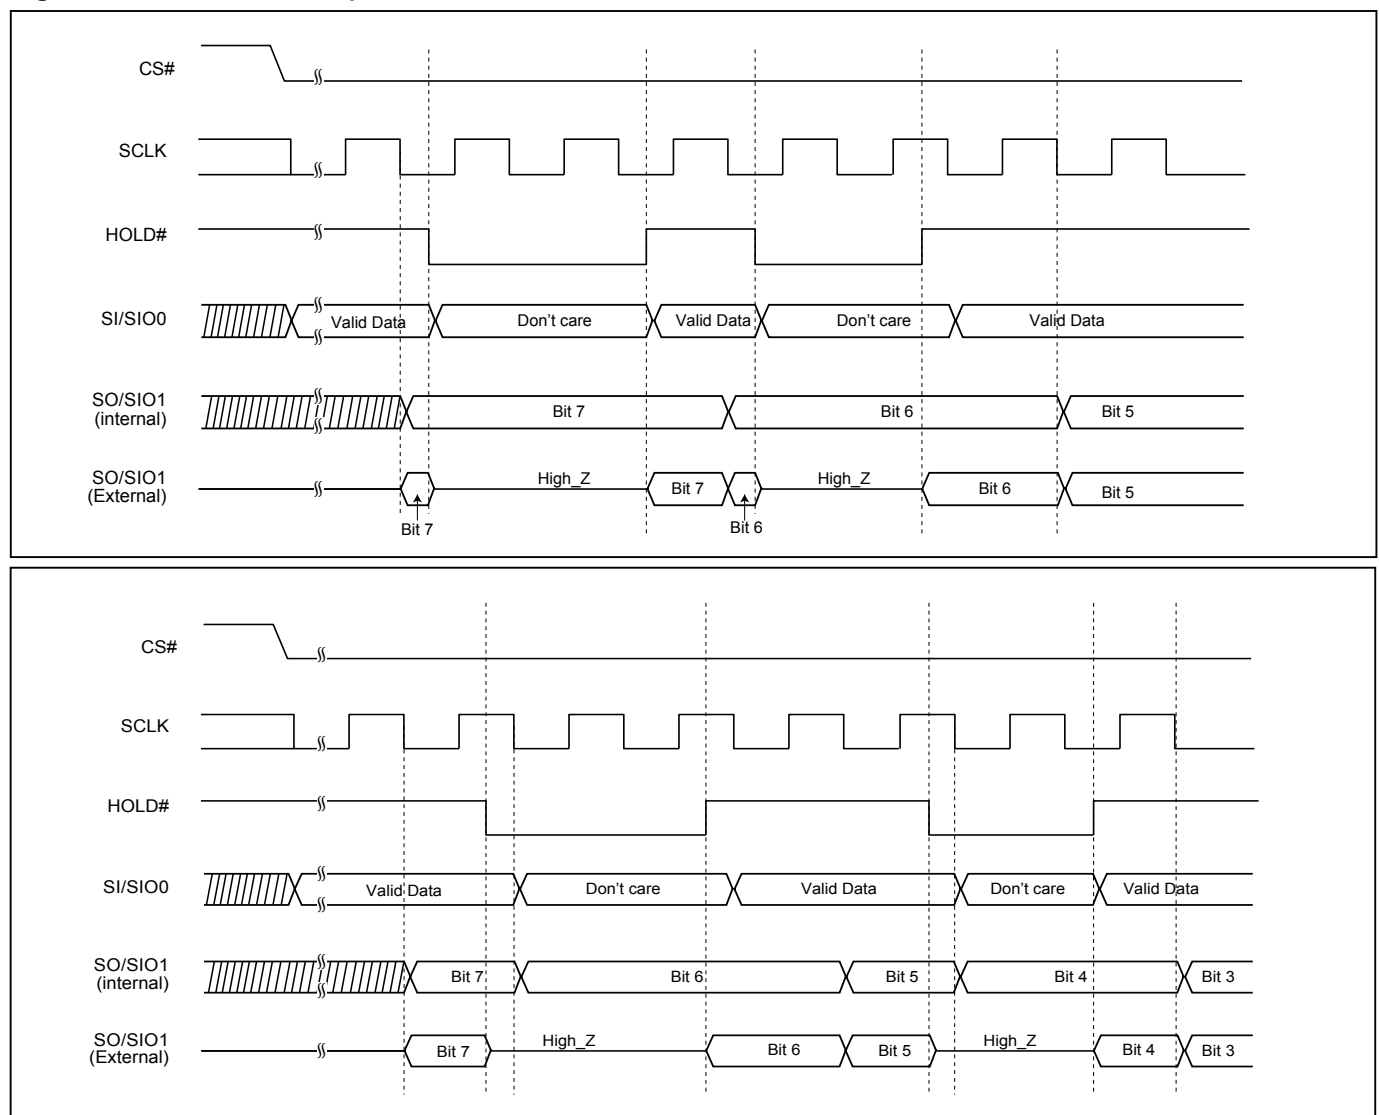 CS#
SCLK
HOLD#
SI/SIO0
Valid Data
Don't care
Valid Data
Don't care
Valid Data
SO/SIO1
(internal)
Bit 7
Bit 6
Bit 5
SO/SIO1
(External)
High_Z
Bit 7
High_Z
Bit 6
Bit 5
Bit 7
Bit 6
CS#
SCLK
HOLD#
SI/SIO0
Valid Data
Don't care
Valid Data
Don't care
Valid Data
SO/SIO1
(internal)
Bit 7
Bit 6
Bit 5
Bit 4
Bit 3
SO/SIO1
(External)
Bit 7
High_Z
Bit 6
Bit 5
High_Z
Bit 4
Bit 3